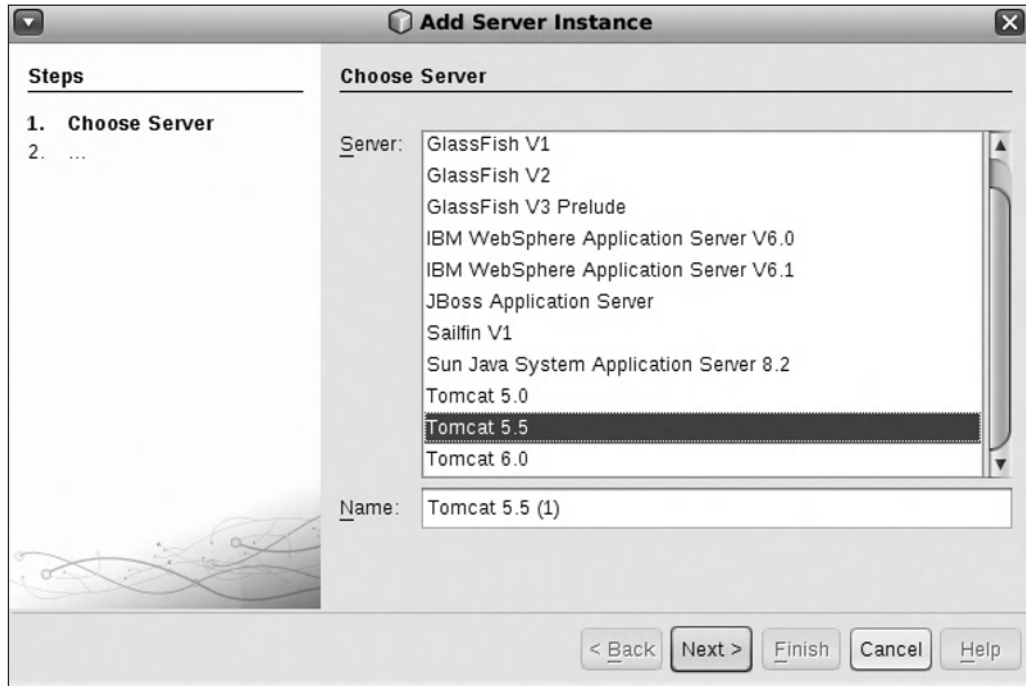 Add Server Instance
Steps
1. Choose Server
2. ...
Choose Server
Server:
GlassFish V1
GlassFish V2
GlassFish V3 Prelude
IBM WebSphere Application Server V6.0
IBM WebSphere Application Server V6.1
JBoss Application Server
Sailfin V1
Sun Java System Application Server 8.2
Tomcat 5.0
Tomcat 5.5
Tomcat 6.0
Name: Tomcat 5.5 (1)
< Back Next > Finish Cancel Help